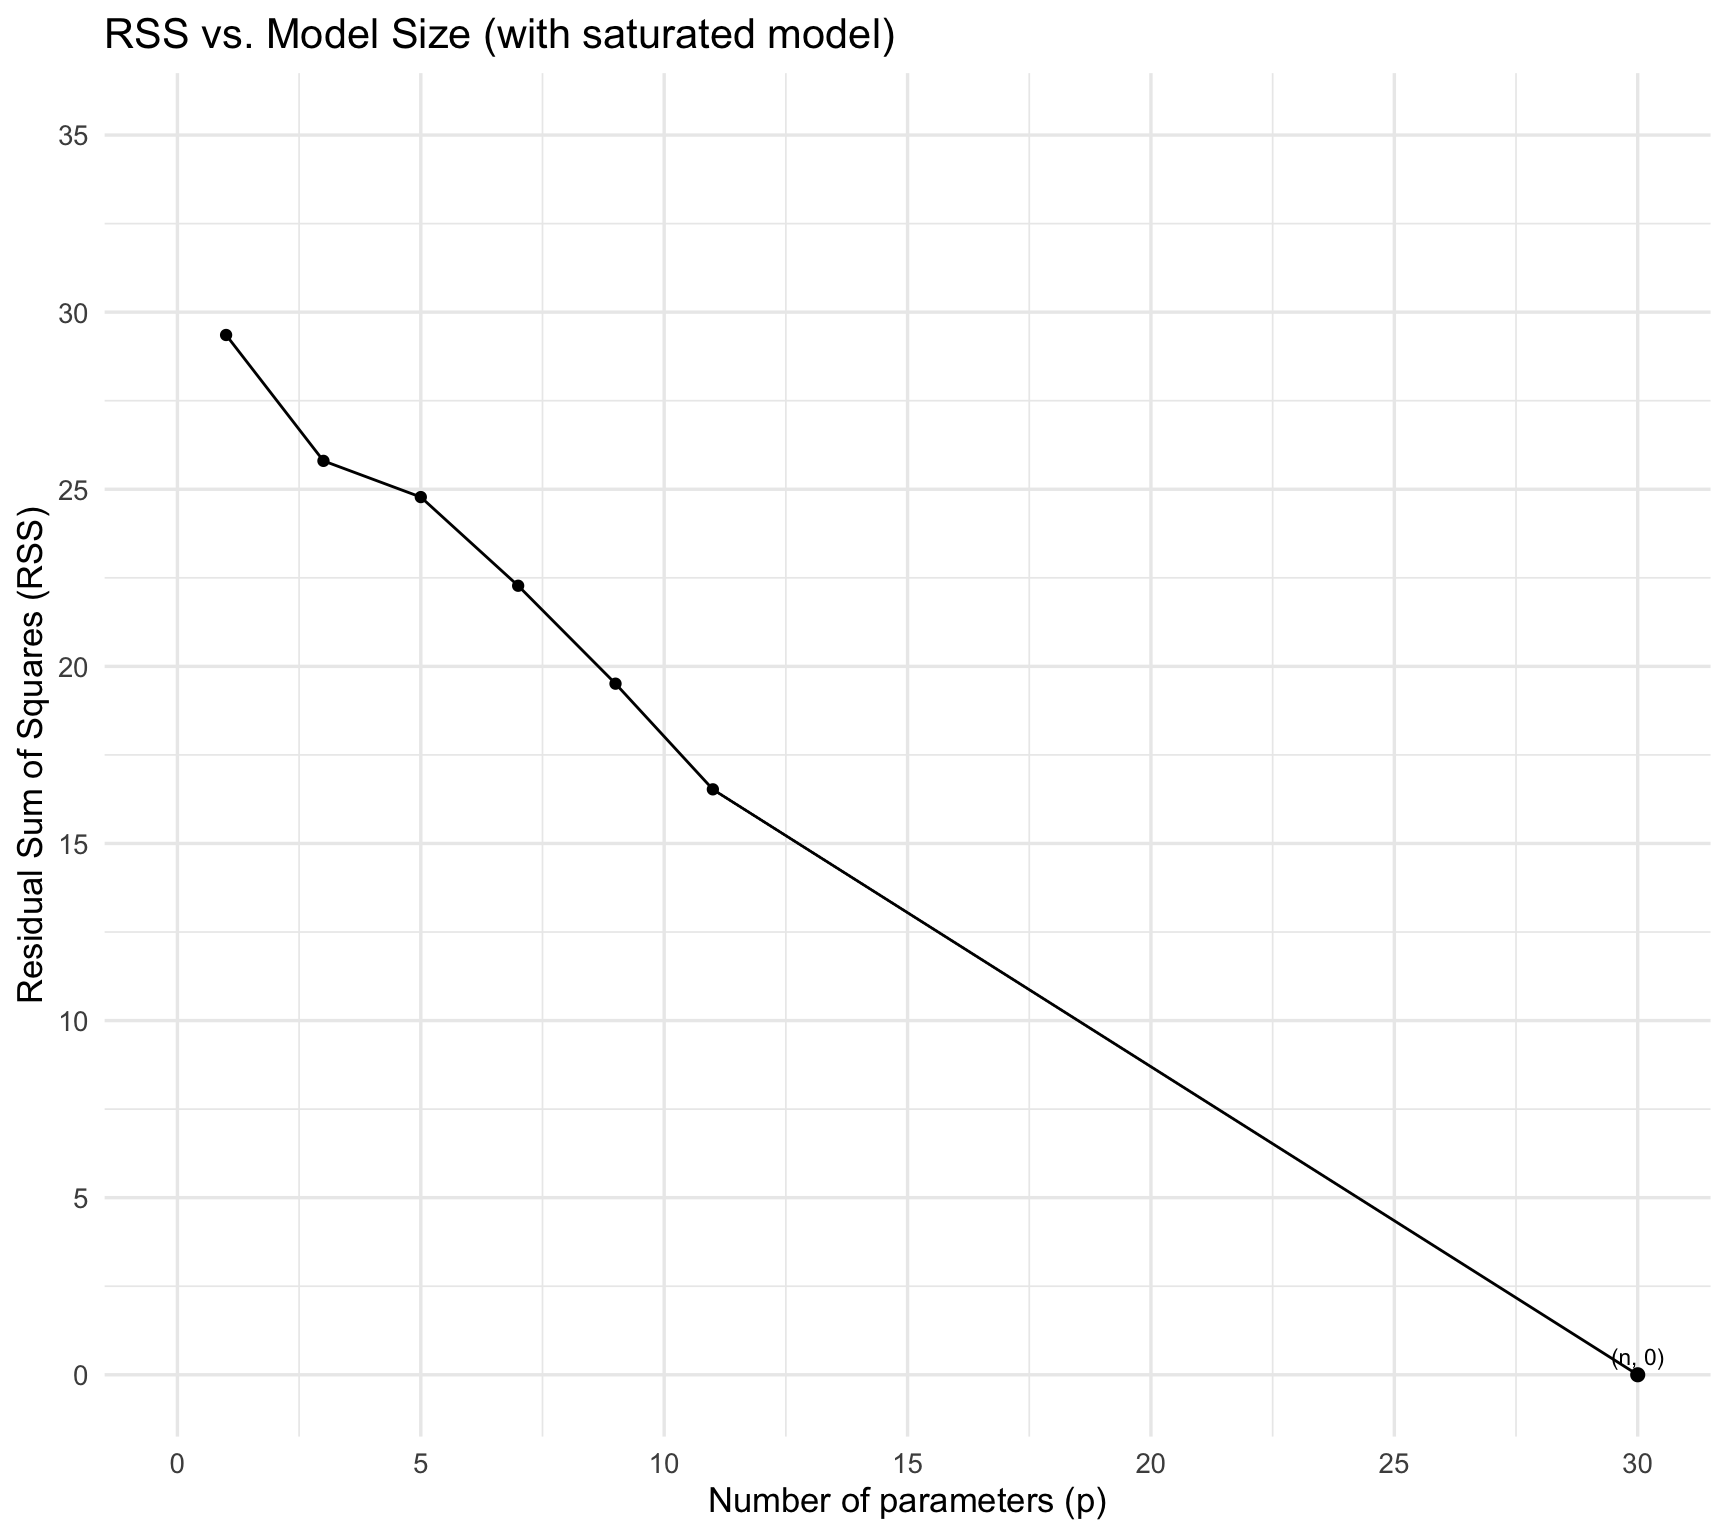 RSS vs. Model Size (with saturated model)
Residual Sum of Squares (RSS)
35
30
25
20
15
10
5
0
(n, 0)
0 5 10 15 20 25 30
Number of parameters (p)